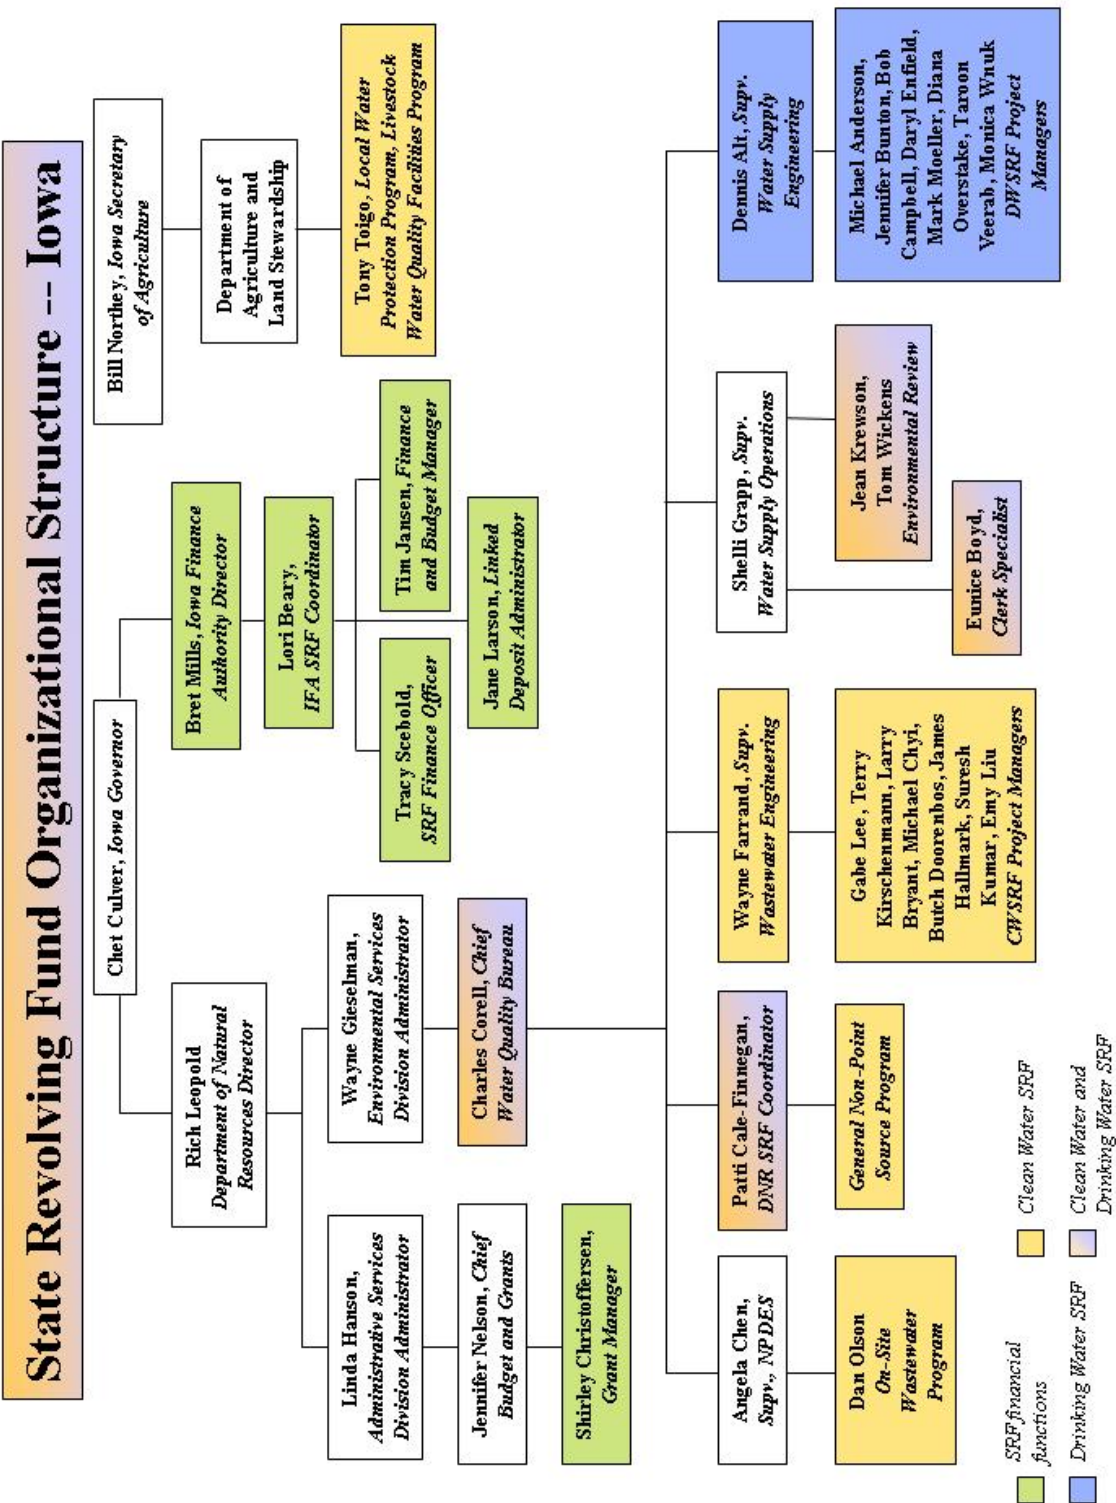 State Revolving Fund Organizational Structure -- Iowa
Chet Culver, Iowa Governor
Bill Northey, Iowa Secretary
of Agriculture
Rich Leopold
Department of Natural
Resources Director
Bret Mills, Iowa Finance
Authority Director
Department of
Agriculture and
Land Stewardship
Linda Hanson,
Administrative Services
Division Administrator
Wayne Gieselman,
Environmental Services
Division Administrator
Lori Beary,
IFA SRF Coordinator
Tony Toigo, Local Water
Protection Program, Livestock
Water Quality Facilities Program
Jennifer Nelson, Chief
Budget and Grants
Charles Corell, Chief
Water Quality Bureau
Tracy Scebold,
SRF Finance Officer
Tim Jansen, Finance
and Budget Manager
Jane Larson, Linked
Deposit Administrator
Shirley Christoffersen,
Grant Manager
Angela Chen,
Supv., NPDES
Patti Cale-Finnegan,
DNR SRF Coordinator
Wayne Farrand, Supv.
Wastewater Engineering
Shelli Grapp, Supv.
Water Supply Operations
Dennis Alt, Supv.
Water Supply
Engineering
Dan Olson
On-Site
Wastewater
Program
General Non-Point
Source Program
Gabe Lee, Terry
Kirschenmann, Larry
Bryant, Michael Chyi,
Butch Doorenbos, James
Hallmark, Suresh
Kumar, Emy Liu
CWSRF Project Managers
Jean Krewson,
Tom Wickens
Environmental Review
Eunice Boyd,
Clerk Specialist
Michael Anderson,
Jennifer Bunton, Bob
Campbell, Daryl Enfield,
Mark Moeller, Diana
Overstake, Taroon
Veerab, Monica Wnuk
DWSRF Project
Managers
SRF financial
functions
Clean Water SRF
Drinking Water SRF
Clean Water and
Drinking Water SRF